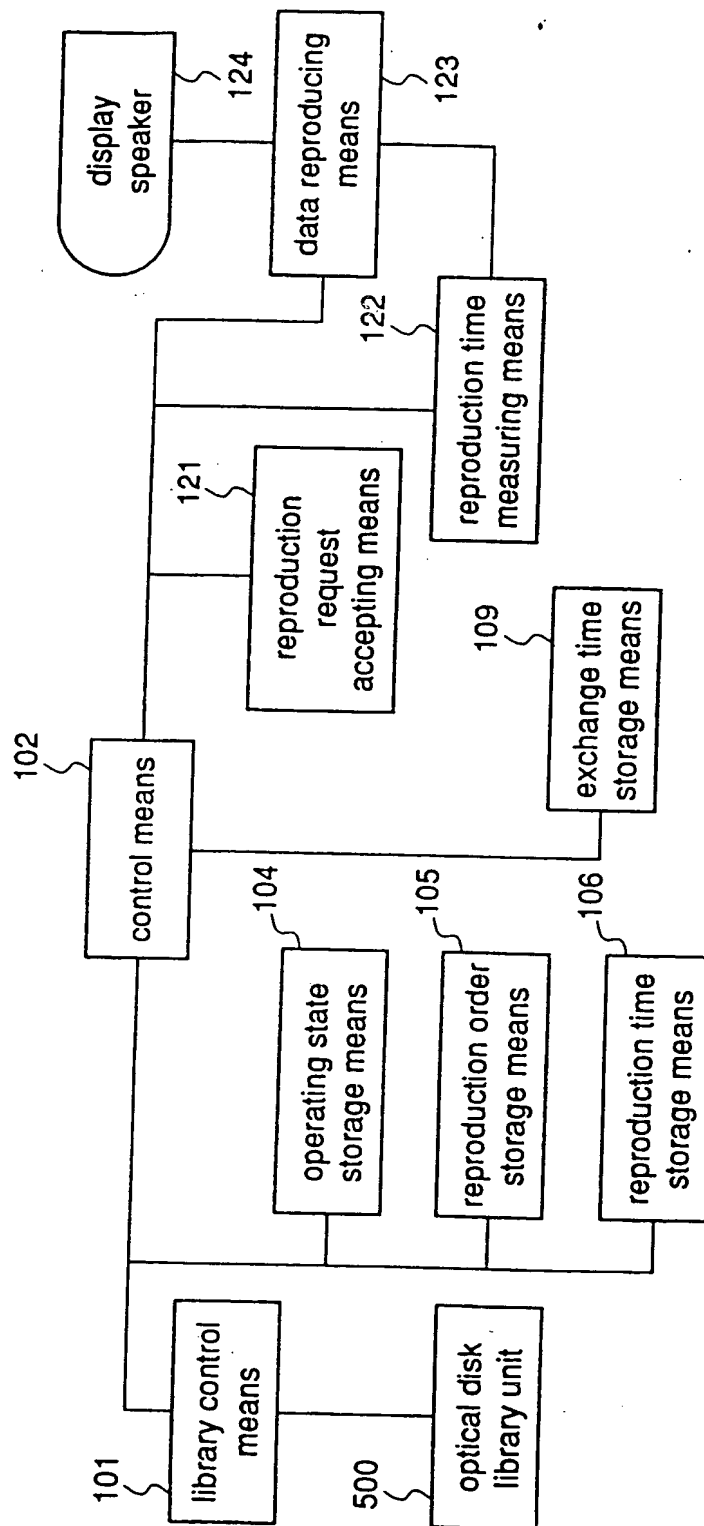 102
control means
101
library control
means
500
optical disk
library unit
104
operating state
storage means
105
reproduction order
storage means
106
reproduction time
storage means
109
exchange time
storage means
121
reproduction
request
accepting means
122
reproduction time
measuring means
123
data reproducing
means
124
display
speaker